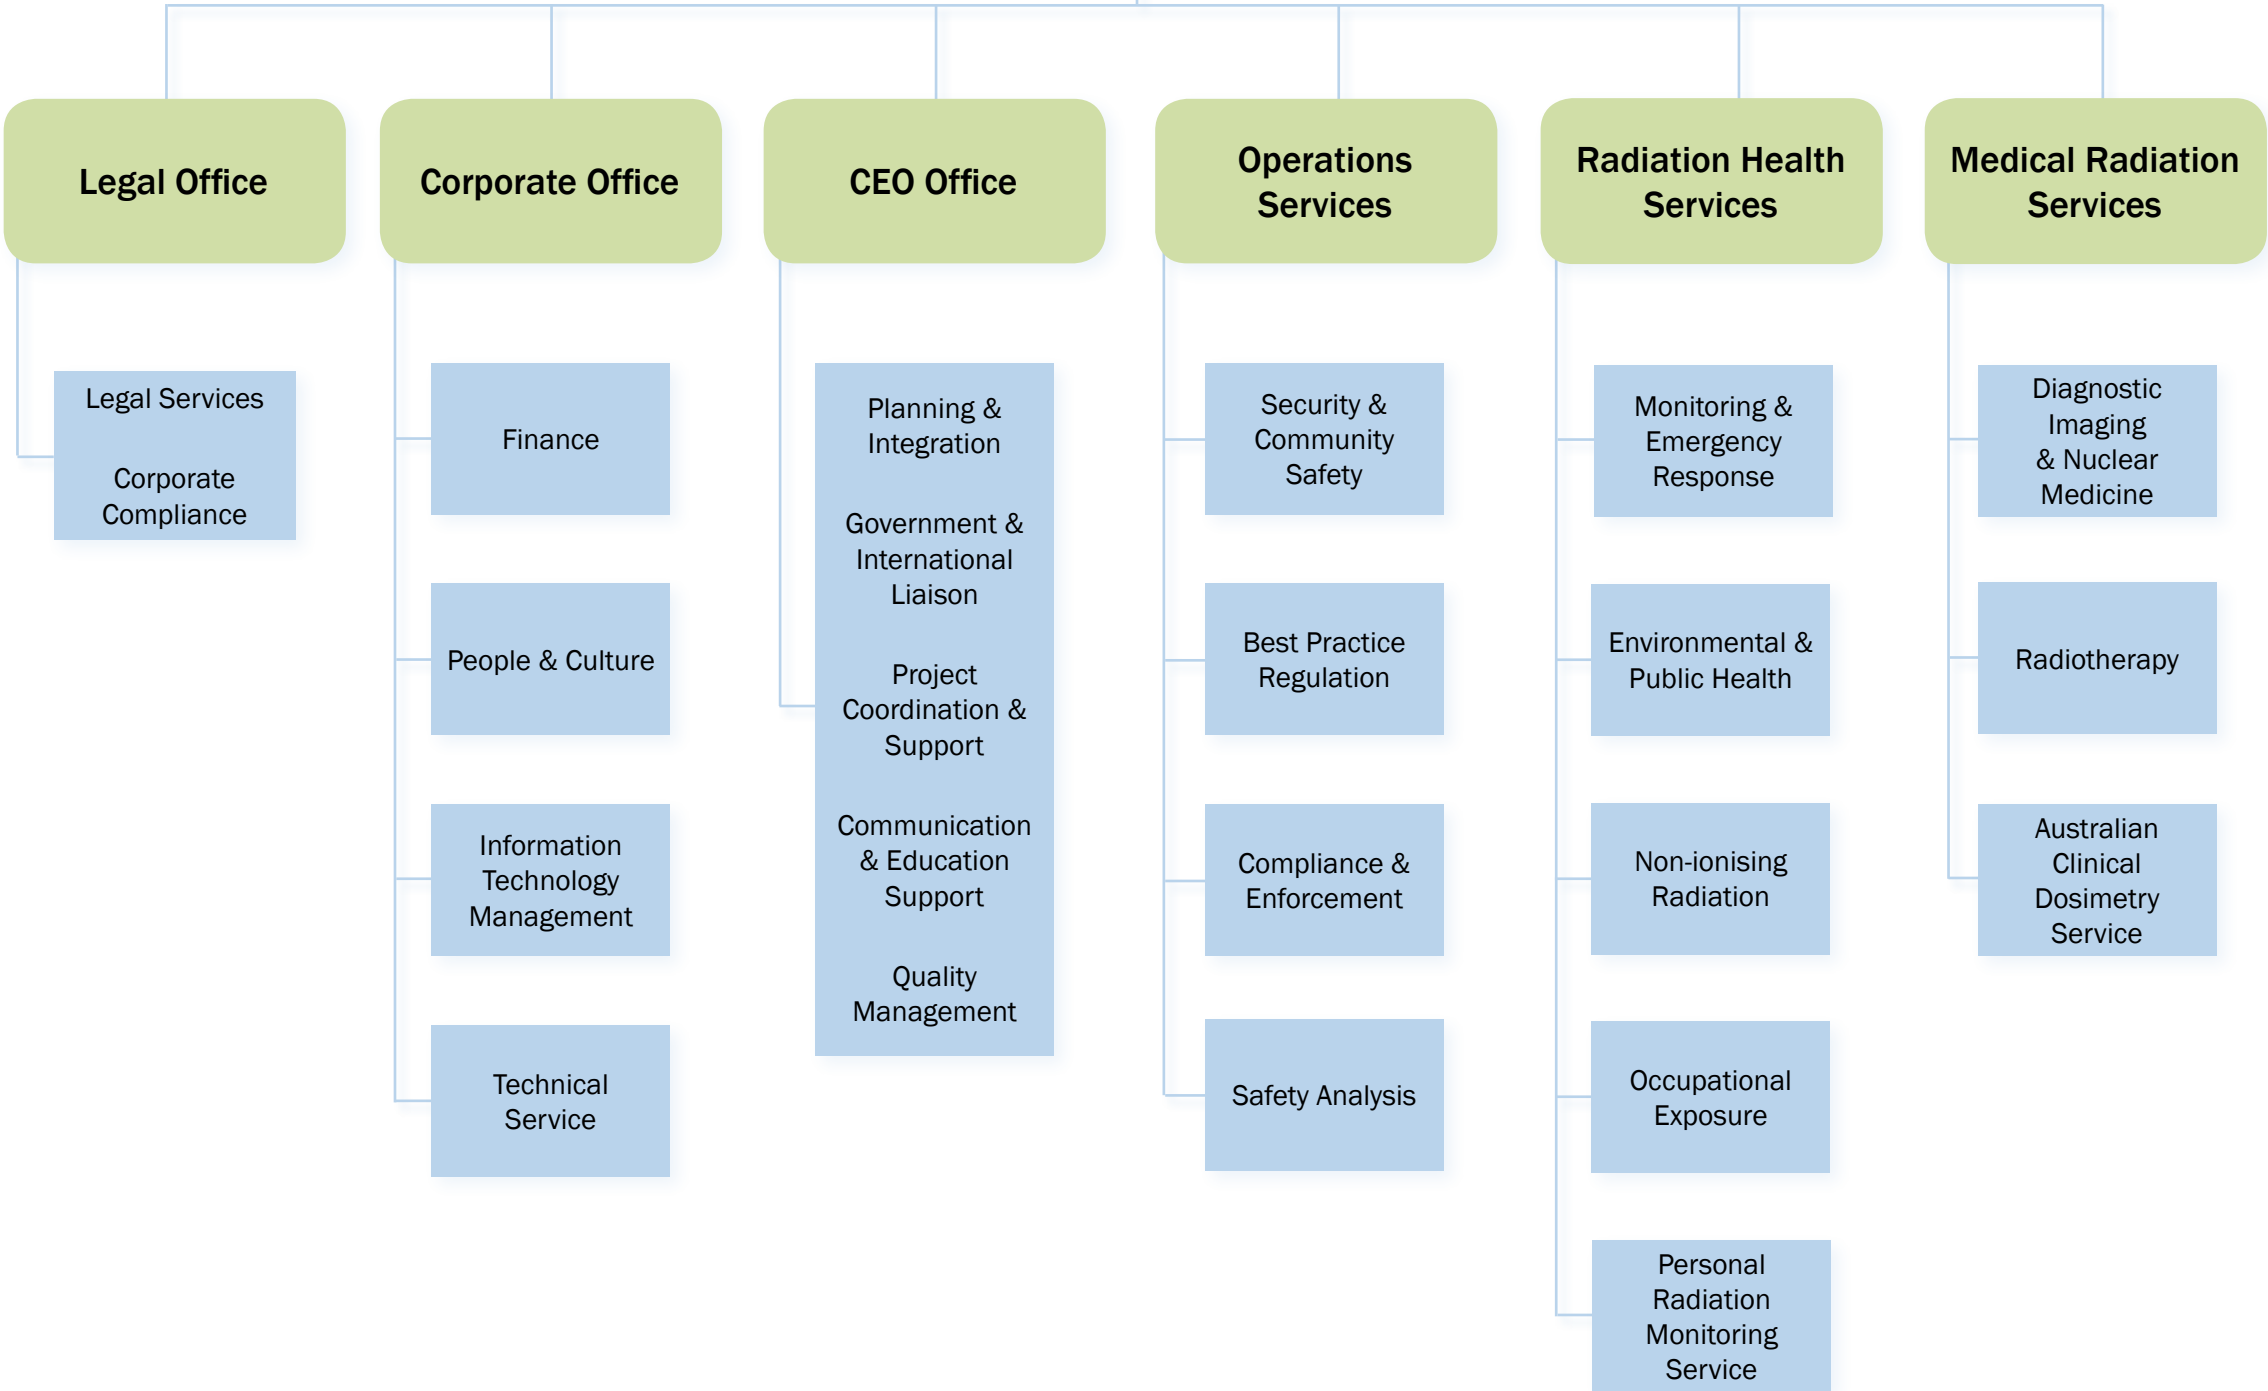 Legal Office
Corporate Office
CEO Office
Operations
Services
Radiation Health
Services
Medical Radiation
Services
Legal Services
Corporate
Compliance
Finance
People & Culture
Information
Technology
Management
Technical
Service
Planning &
Integration
Government &
International
Liaison
Project
Coordination &
Support
Communication
& Education
Support
Quality
Management
Security &
Community
Safety
Best Practice
Regulation
Compliance &
Enforcement
Safety Analysis
Monitoring &
Emergency
Response
Environmental &
Public Health
Non-ionising
Radiation
Occupational
Exposure
Personal
Radiation
Monitoring
Service
Diagnostic
Imaging
& Nuclear
Medicine
Radiotherapy
Australian
Clinical
Dosimetry
Service